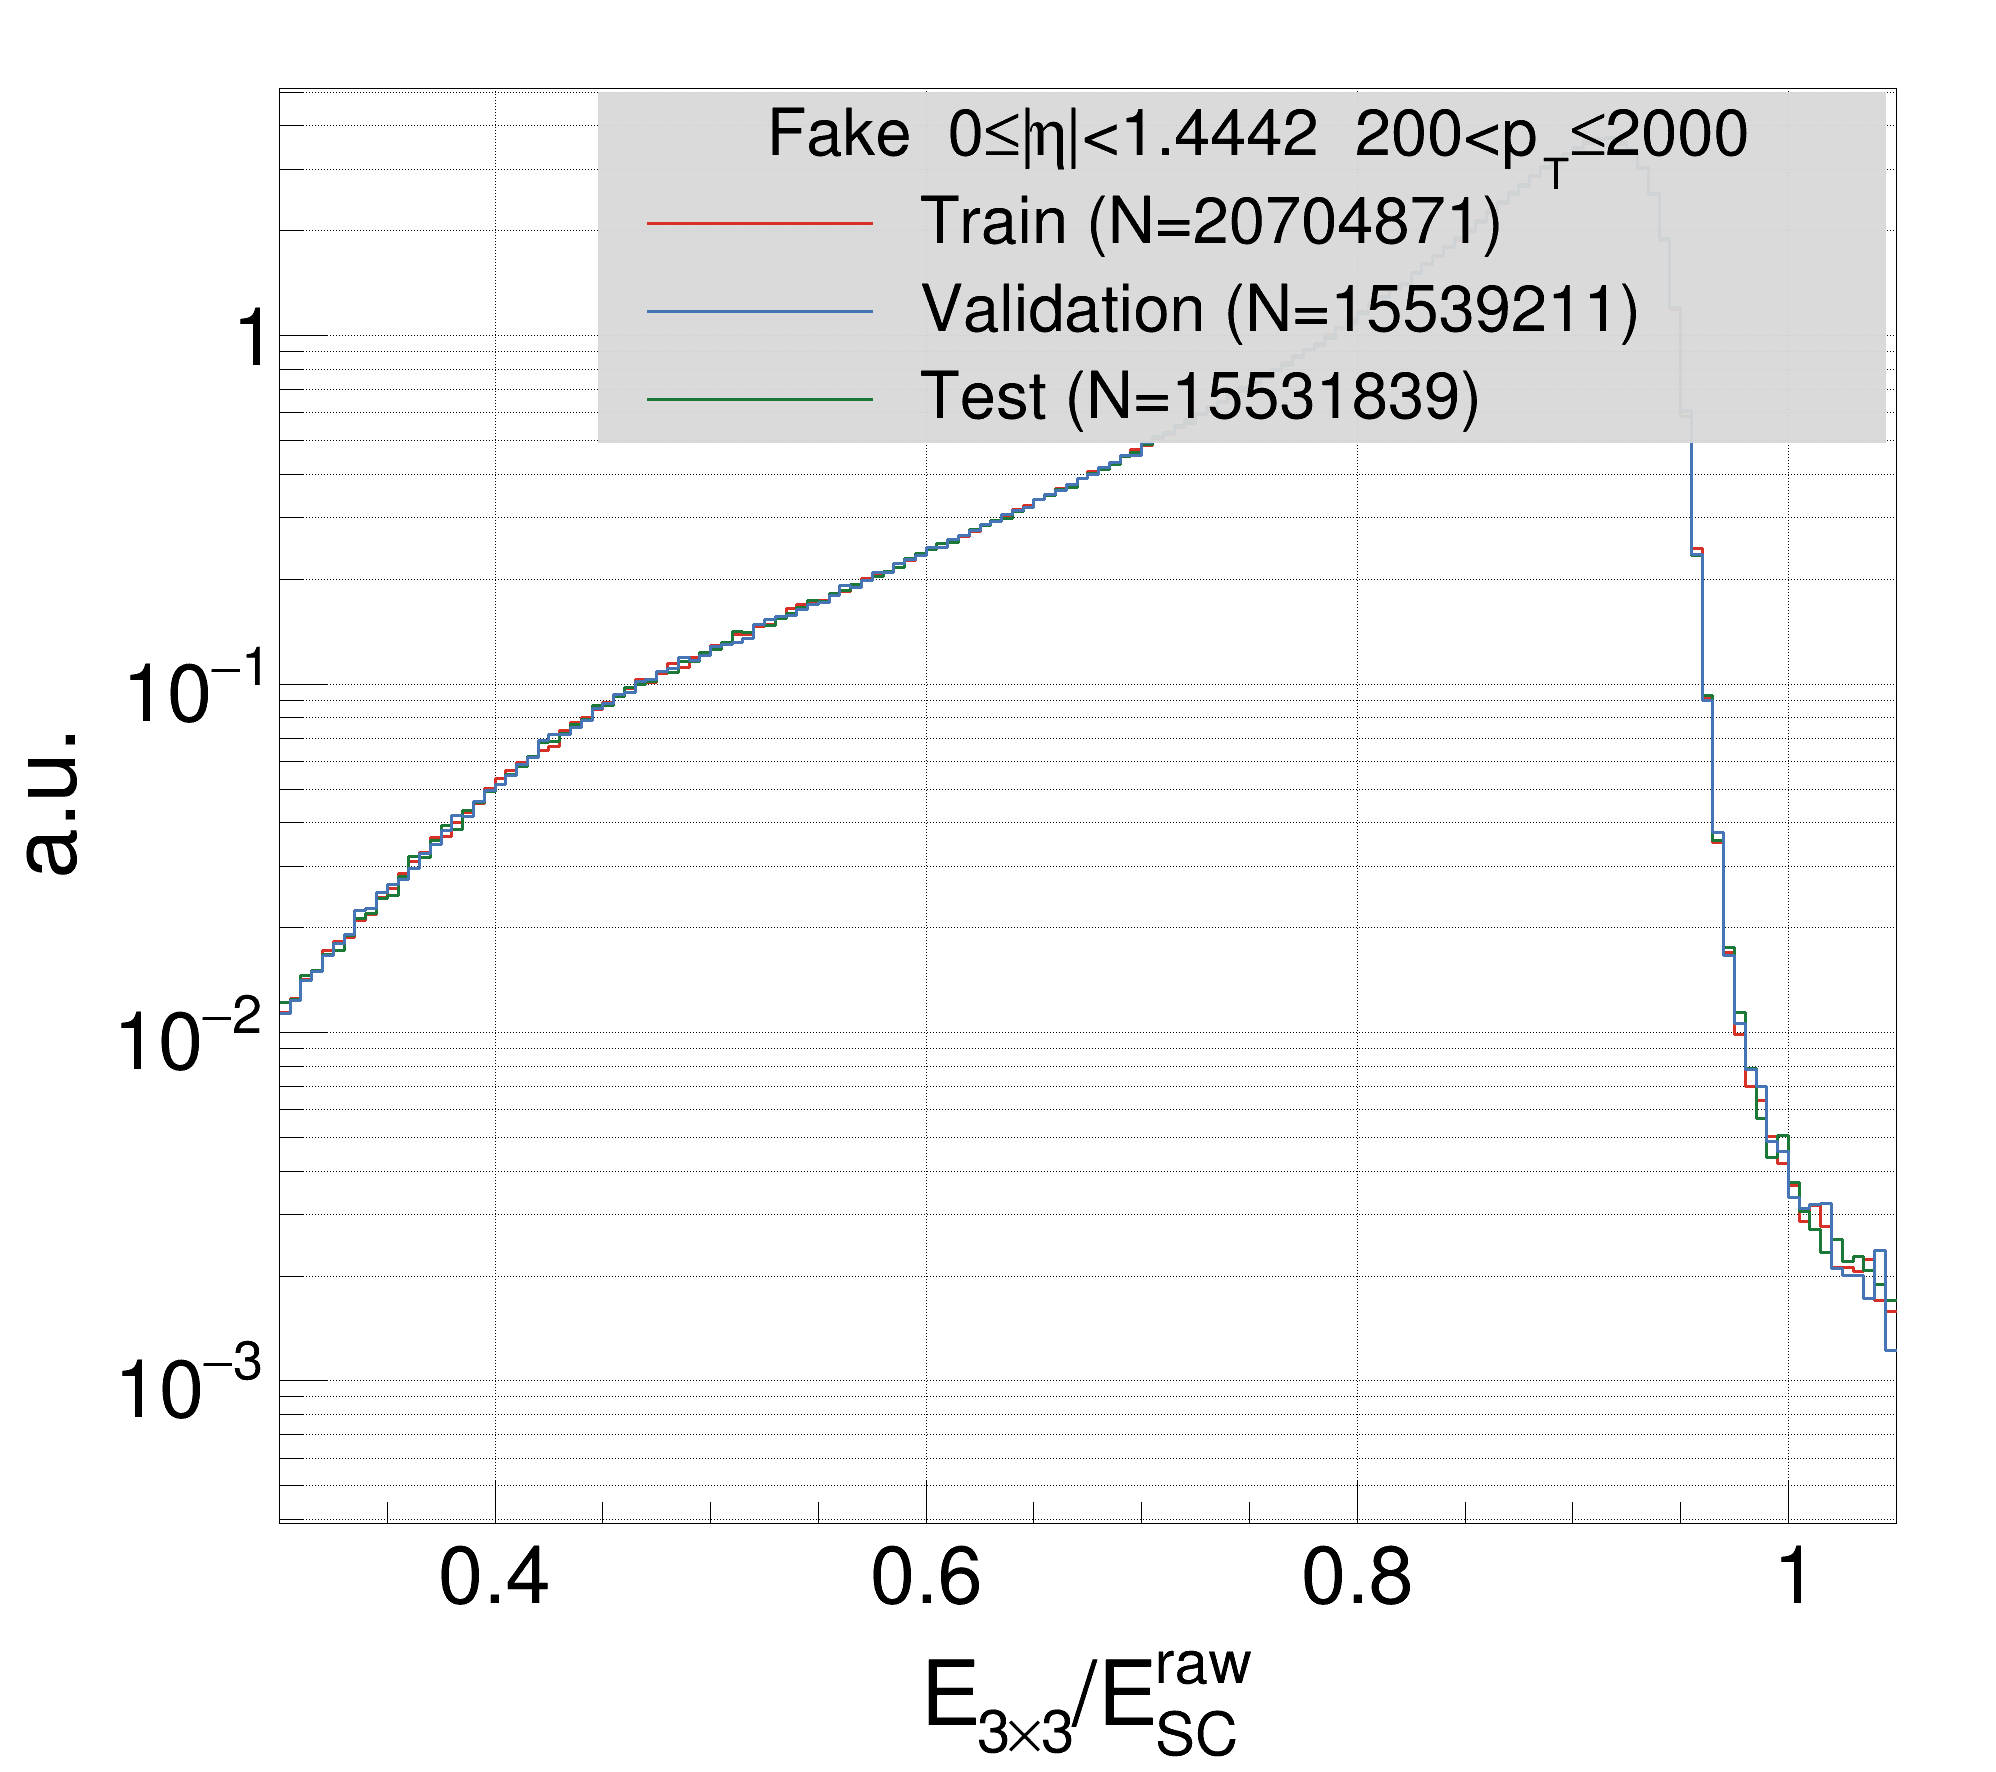 Fake 0≤|η|<1.4442 200<p_T≤2000
Train (N=20704871)
Validation (N=15539211)
Test (N=15531839)
1
10^−1
10^−2
10^−3
a.u.
0.4 0.6 0.8 1
E_3×3/E_SC^raw